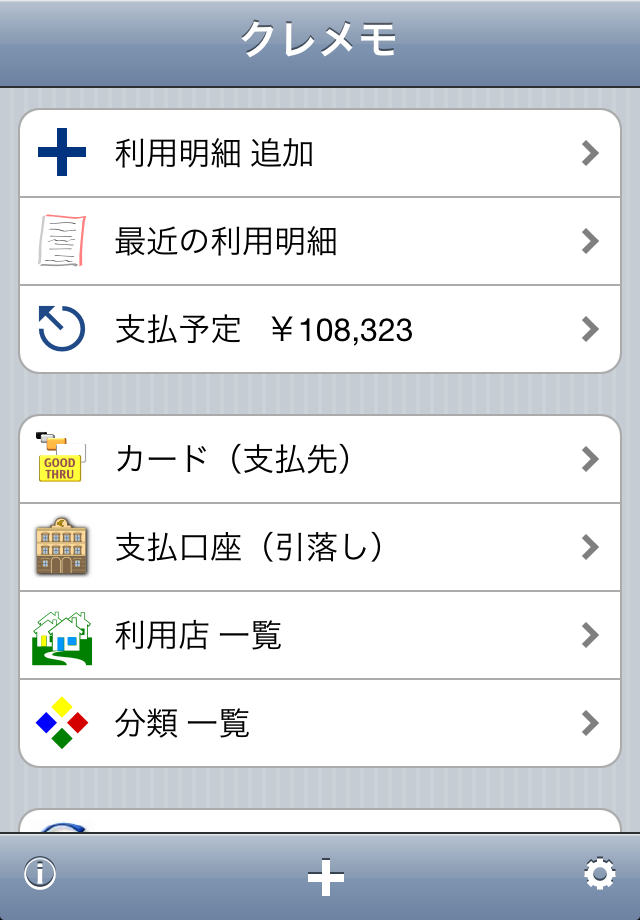 クレメモ
利用明細 追加
最近の利用明細
支払予定 ￥108,323
GOOD
THRU
カード（支払先）
支払口座（引落し）
利用店 一覧
分類 一覧